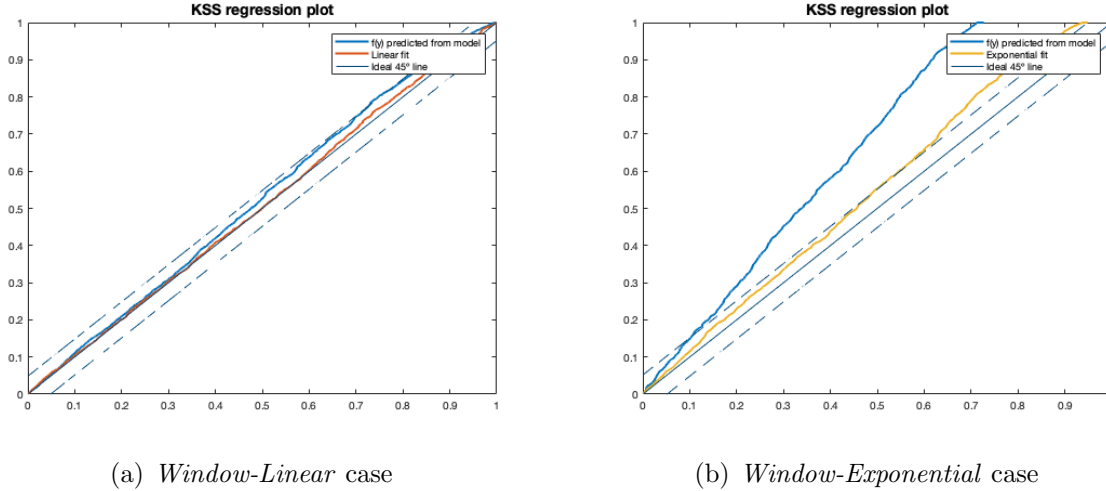 KSS regression plot
1
0.9
0.8
0.7
0.6
0.5
0.4
0.3
0.2
0.1
0
0 0.1 0.2 0.3 0.4 0.5 0.6 0.7 0.8 0.9 1
f(y) predicted from model
Linear fit
Ideal 45º line
(a) Window-Linear case
KSS regression plot
1
0.9
0.8
0.7
0.6
0.5
0.4
0.3
0.2
0.1
0
0 0.1 0.2 0.3 0.4 0.5 0.6 0.7 0.8 0.9
f(y) predicted from model
Exponential fit
Ideal 45º line
(b) Window-Exponential case